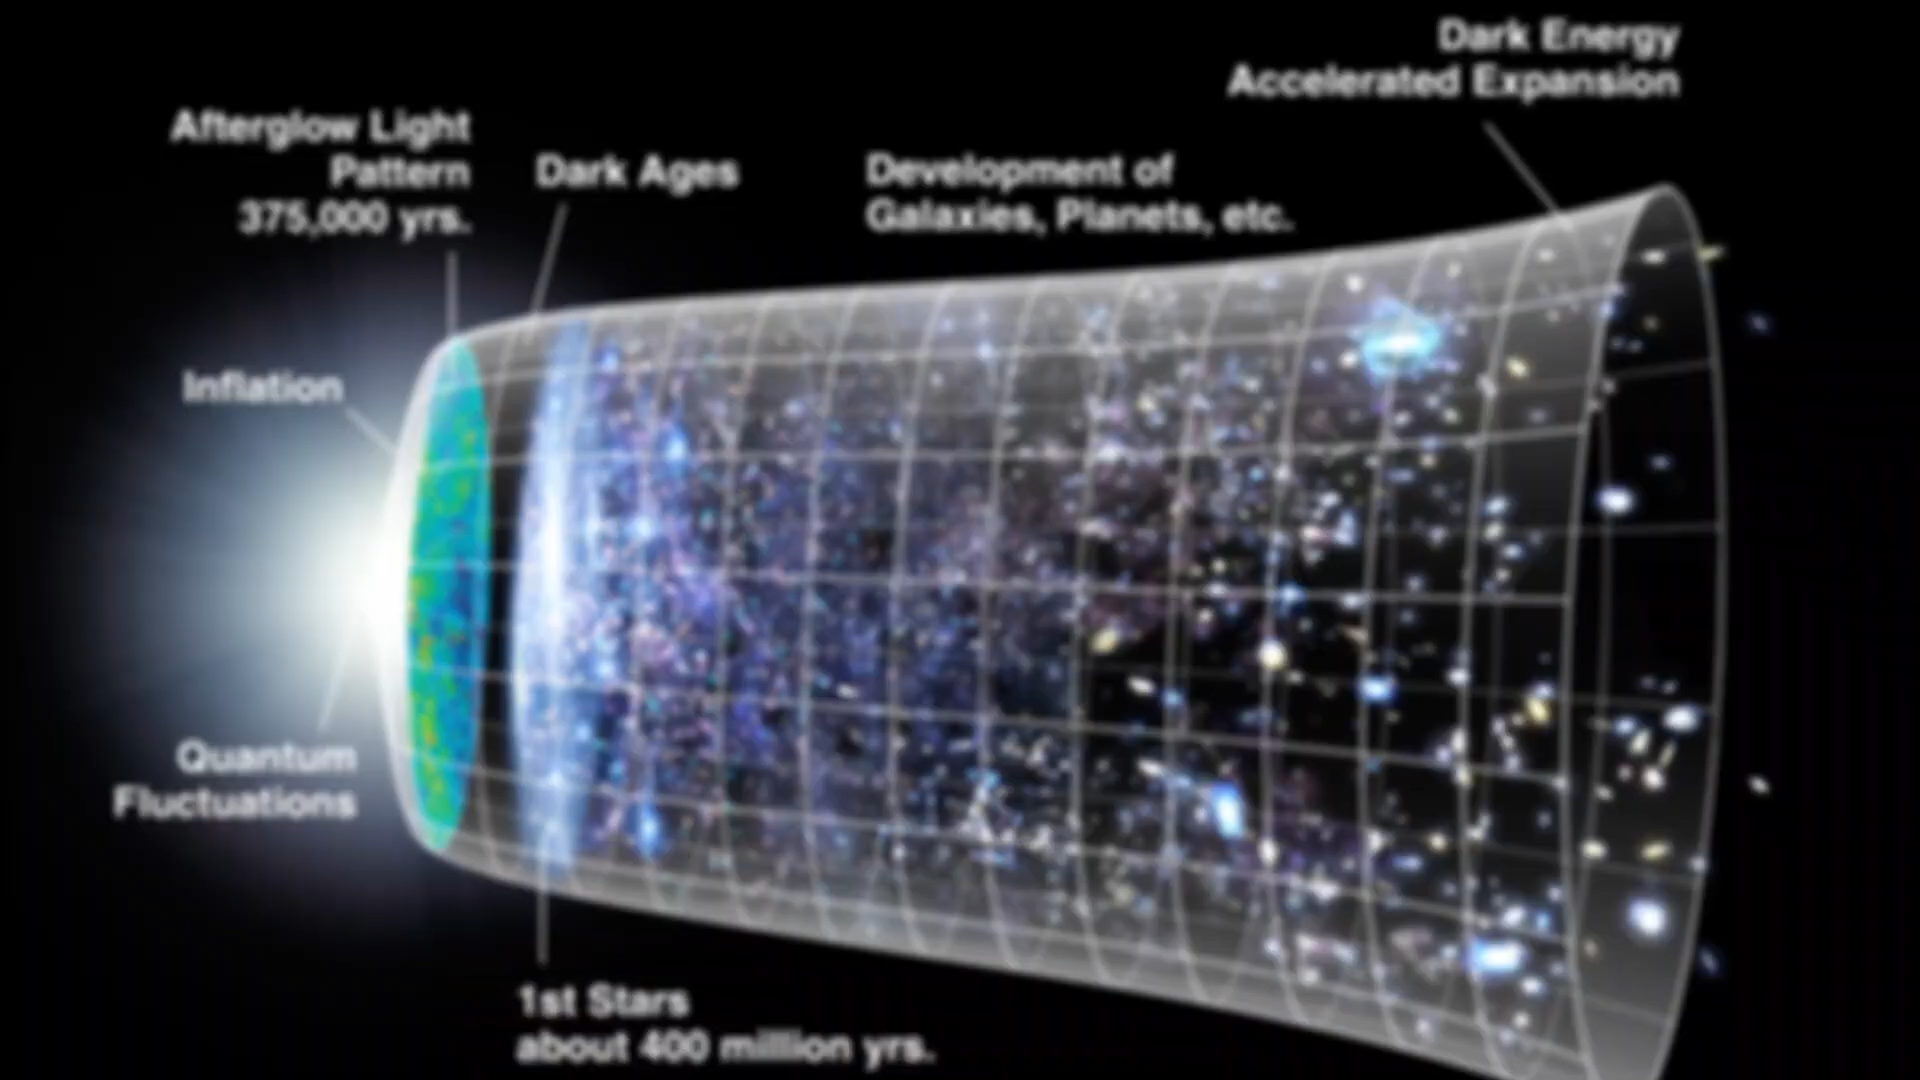 Dark Energy
Accelerated Expansion
Afterglow Light
Pattern
375,000 yrs.
Dark Ages
Development of
Galaxies, Planets, etc.
Inflation
Quantum
Fluctuations
1st Stars
about 400 million yrs.